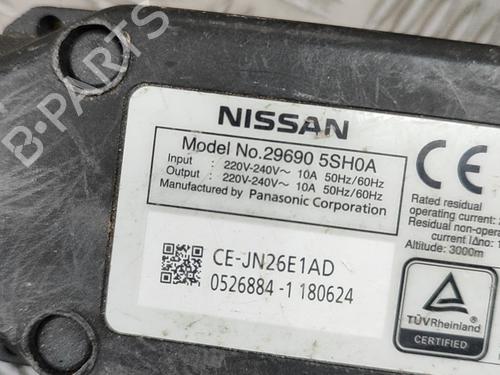 B-PARTS
NISSAN
Model No.29690 5SH0A
Input : 220V-240V~ 10A 50Hz/60Hz
Output : 220V-240V~ 10A 50Hz/60Hz
Manufactured by Panasonic Corporation
CE
Rated residual
operating current:
Residual non-
operating current I∆no:
Altitude: 3000m
CE-JN26E1AD
0526884-1 180624
TÜVRheinland
CERTIFIED